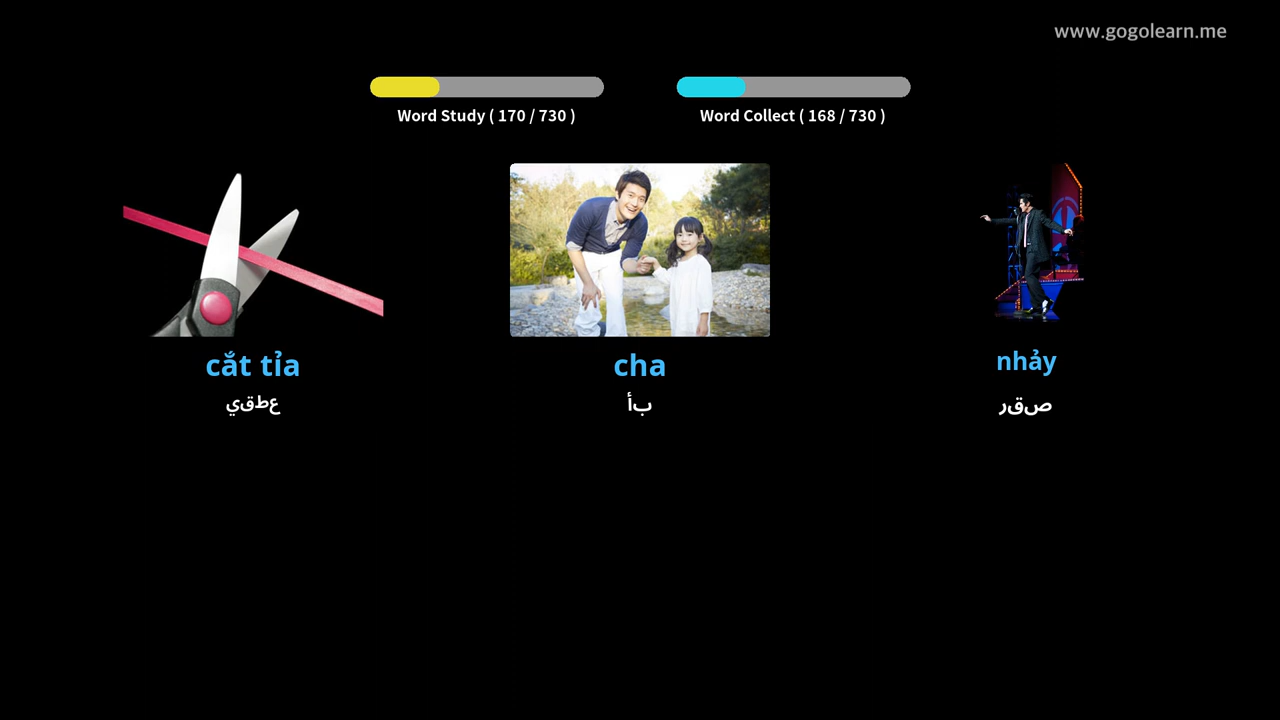 www.gogolearn.me
Word Study ( 170 / 730 )
Word Collect ( 168 / 730 )
cắt tỉa
عطقي
cha
بأ
nhảy
صقر